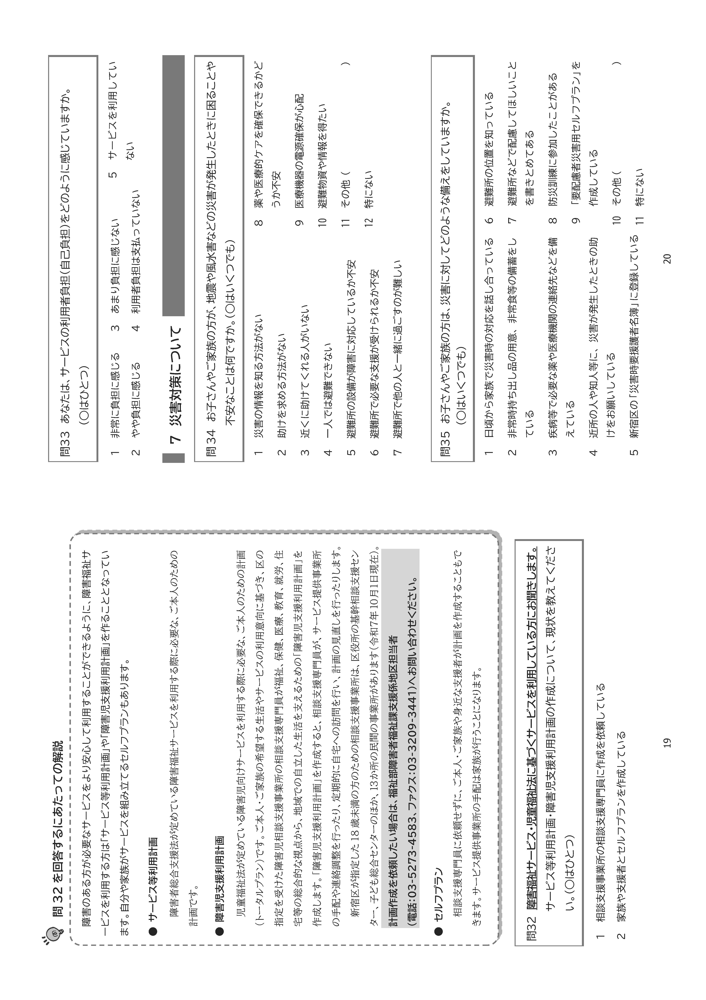 問 32 を回答するにあたっての解説
障害のある方が必要なサービスをより安心して利用することができるように、障害福祉サ
ービスを利用する方は「サービス等利用計画」や「障害児支援利用計画」を作ることとなってい
ます。自分や家族がサービスを組み立てるセルフプランもあります。
● サービス等利用計画
障害者総合支援法が定めている障害福祉サービスを利用する際に必要な、ご本人のための
計画です。
● 障害児支援利用計画
児童福祉法が定めている障害児向けサービスを利用する際に必要な、ご本人のための計画
（トータルプラン）です。ご本人・ご家族の希望する生活やサービスの利用意向に基づき、区の
指定を受けた障害児相談支援事業所の相談支援専門員が福祉、保健、医療、教育、就労、住
宅等の総合的な視点から、地域での自立した生活を支えるための「障害児支援利用計画」を
作成します。「障害児支援利用計画」を作成すると、相談支援専門員が、サービス提供事業所
の手配や連絡調整を行ったり、定期的に自宅への訪問を行い、計画の見直しを行ったりします。
新宿区が指定した 18 歳未満の方のための相談支援事業所は、区役所の基幹相談支援セン
ター、子ども総合センターのほか、13か所の民間の事業所があります（令和7年 10月1日現在）。
計画作成を依頼したい場合は、福祉部障害者福祉課支援係地区担当者
（電話：03-5273-4583、ファクス：03-3209-3441）へお問い合わせください。
● セルフプラン
相談支援専門員に依頼せずに、ご本人・ご家族や身近な支援者が計画を作成することもで
きます。サービス提供事業所の手配は家族が行うことになります。
問32 障害福祉サービス・児童福祉法に基づくサービスを利用している方にお聞きします。
サービス等利用計画・障害児支援利用計画の作成について、現状を教えてくださ
い。（〇はひとつ）
1 相談支援事業所の相談支援専門員に作成を依頼している
2 家族や支援者とセルフプランを作成している
19
問33 あなたは、サービスの利用者負担（自己負担）をどのように感じていますか。
（〇はひとつ）
1 非常に負担に感じる
2 やや負担に感じる
3 あまり負担に感じない
4 利用者負担は支払っていない
5 サービスを利用してい
ない
7 災害対策について
問 34 お子さんやご家族の方が、地震や風水害などの災害が発生したときに困ることや
不安なことは何ですか。（〇はいくつでも）
1 災害の情報を知る方法がない
2 助けを求める方法がない
3 近くに助けてくれる人がいない
4 一人では避難できない
5 避難所の設備が障害に対応しているか不安
6 避難所で必要な支援が受けられるか不安
7 避難所で他の人と一緒に過ごすのが難しい
8 薬や医療的ケアを確保できるかど
うか不安
9 医療機器の電源確保が心配
10 避難物資や情報を得たい
11 その他（ ）
12 特にない
問35 お子さんやご家族の方は、災害に対してどのような備えをしていますか。
（〇はいくつでも）
1 日頃から家族で災害時の対応を話し合っている
2 非常時持ち出し品の用意、非常食等の備蓄をし
ている
3 疾病等で必要な薬や医療機関の連絡先などを備
えている
4 近所の人や知人等に、災害が発生したときの助
けをお願いしている
5 新宿区の「災害時要援護者名簿」に登録している
6 避難所の位置を知っている
7 避難所などで配慮してほしいこと
を書きとめてある
8 防災訓練に参加したことがある
9 「要配慮者災害用セルフプラン」を
作成している
10 その他（ ）
11 特にない
20